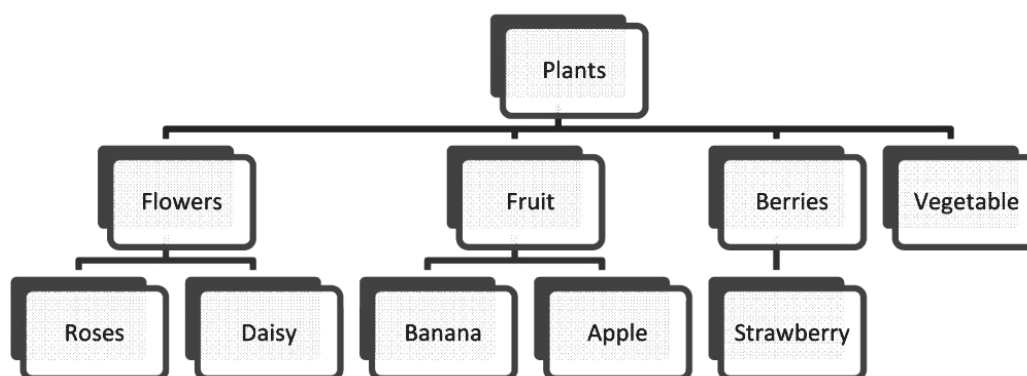 Plants
Flowers
Fruit
Berries
Vegetable
Roses
Daisy
Banana
Apple
Strawberry